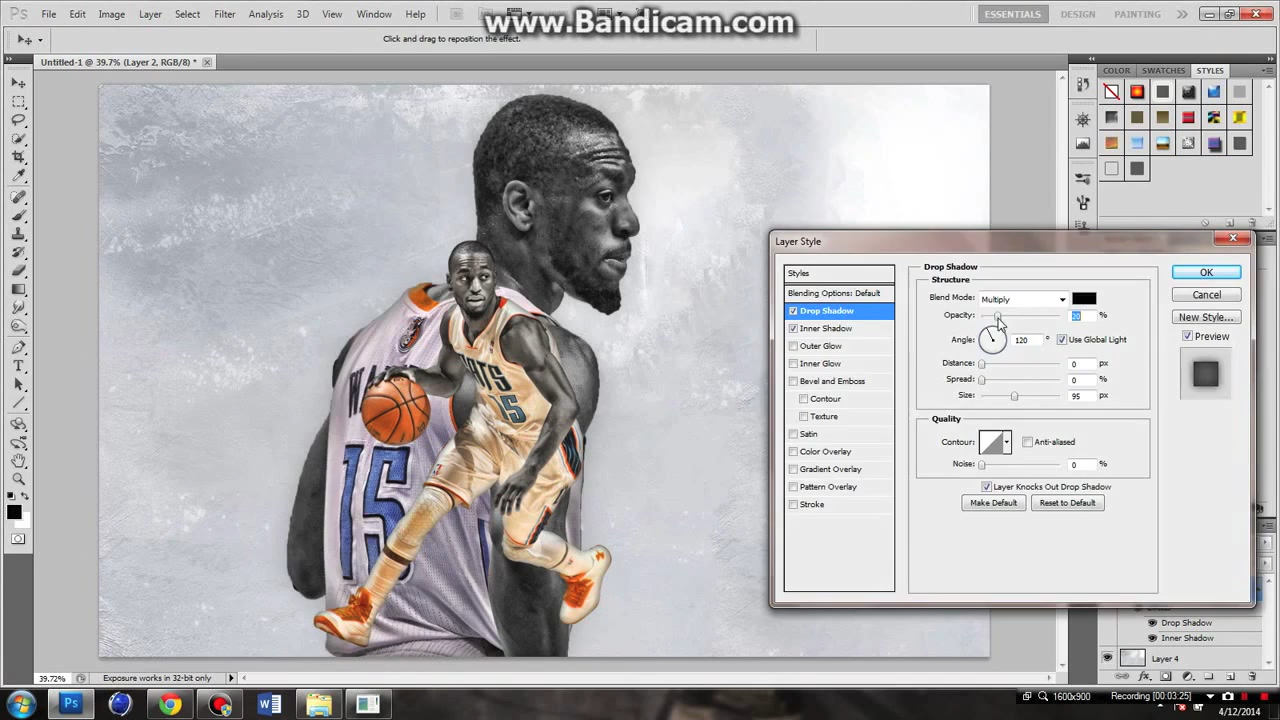 www.Bandicam.com
Ps File Edit Image Layer Select Filter Analysis 3D View Window Help
ESSENTIALS DESIGN PAINTING
Click and drag to reposition the effect.
Untitled-1 @ 39.7% (Layer 2, RGB/8) *
COLOR SWATCHES STYLES
Layer Style
Styles
Blending Options: Default
Drop Shadow
Inner Shadow
Outer Glow
Inner Glow
Bevel and Emboss
Contour
Texture
Satin
Color Overlay
Gradient Overlay
Pattern Overlay
Stroke
Drop Shadow
Structure
Blend Mode: Multiply
Opacity: 20 %
Angle: 120 ° Use Global Light
Distance: 0 px
Spread: 0 %
Size: 95 px
Quality
Contour: Anti-aliased
Noise: 0 %
Layer Knocks Out Drop Shadow
Make Default Reset to Default
OK
Cancel
New Style...
Preview
15
15
Drop Shadow
Inner Shadow
Layer 4
39.72% Exposure works in 32-bit only
Ps
1600x900 Recording [00:03:25]
4/12/2014